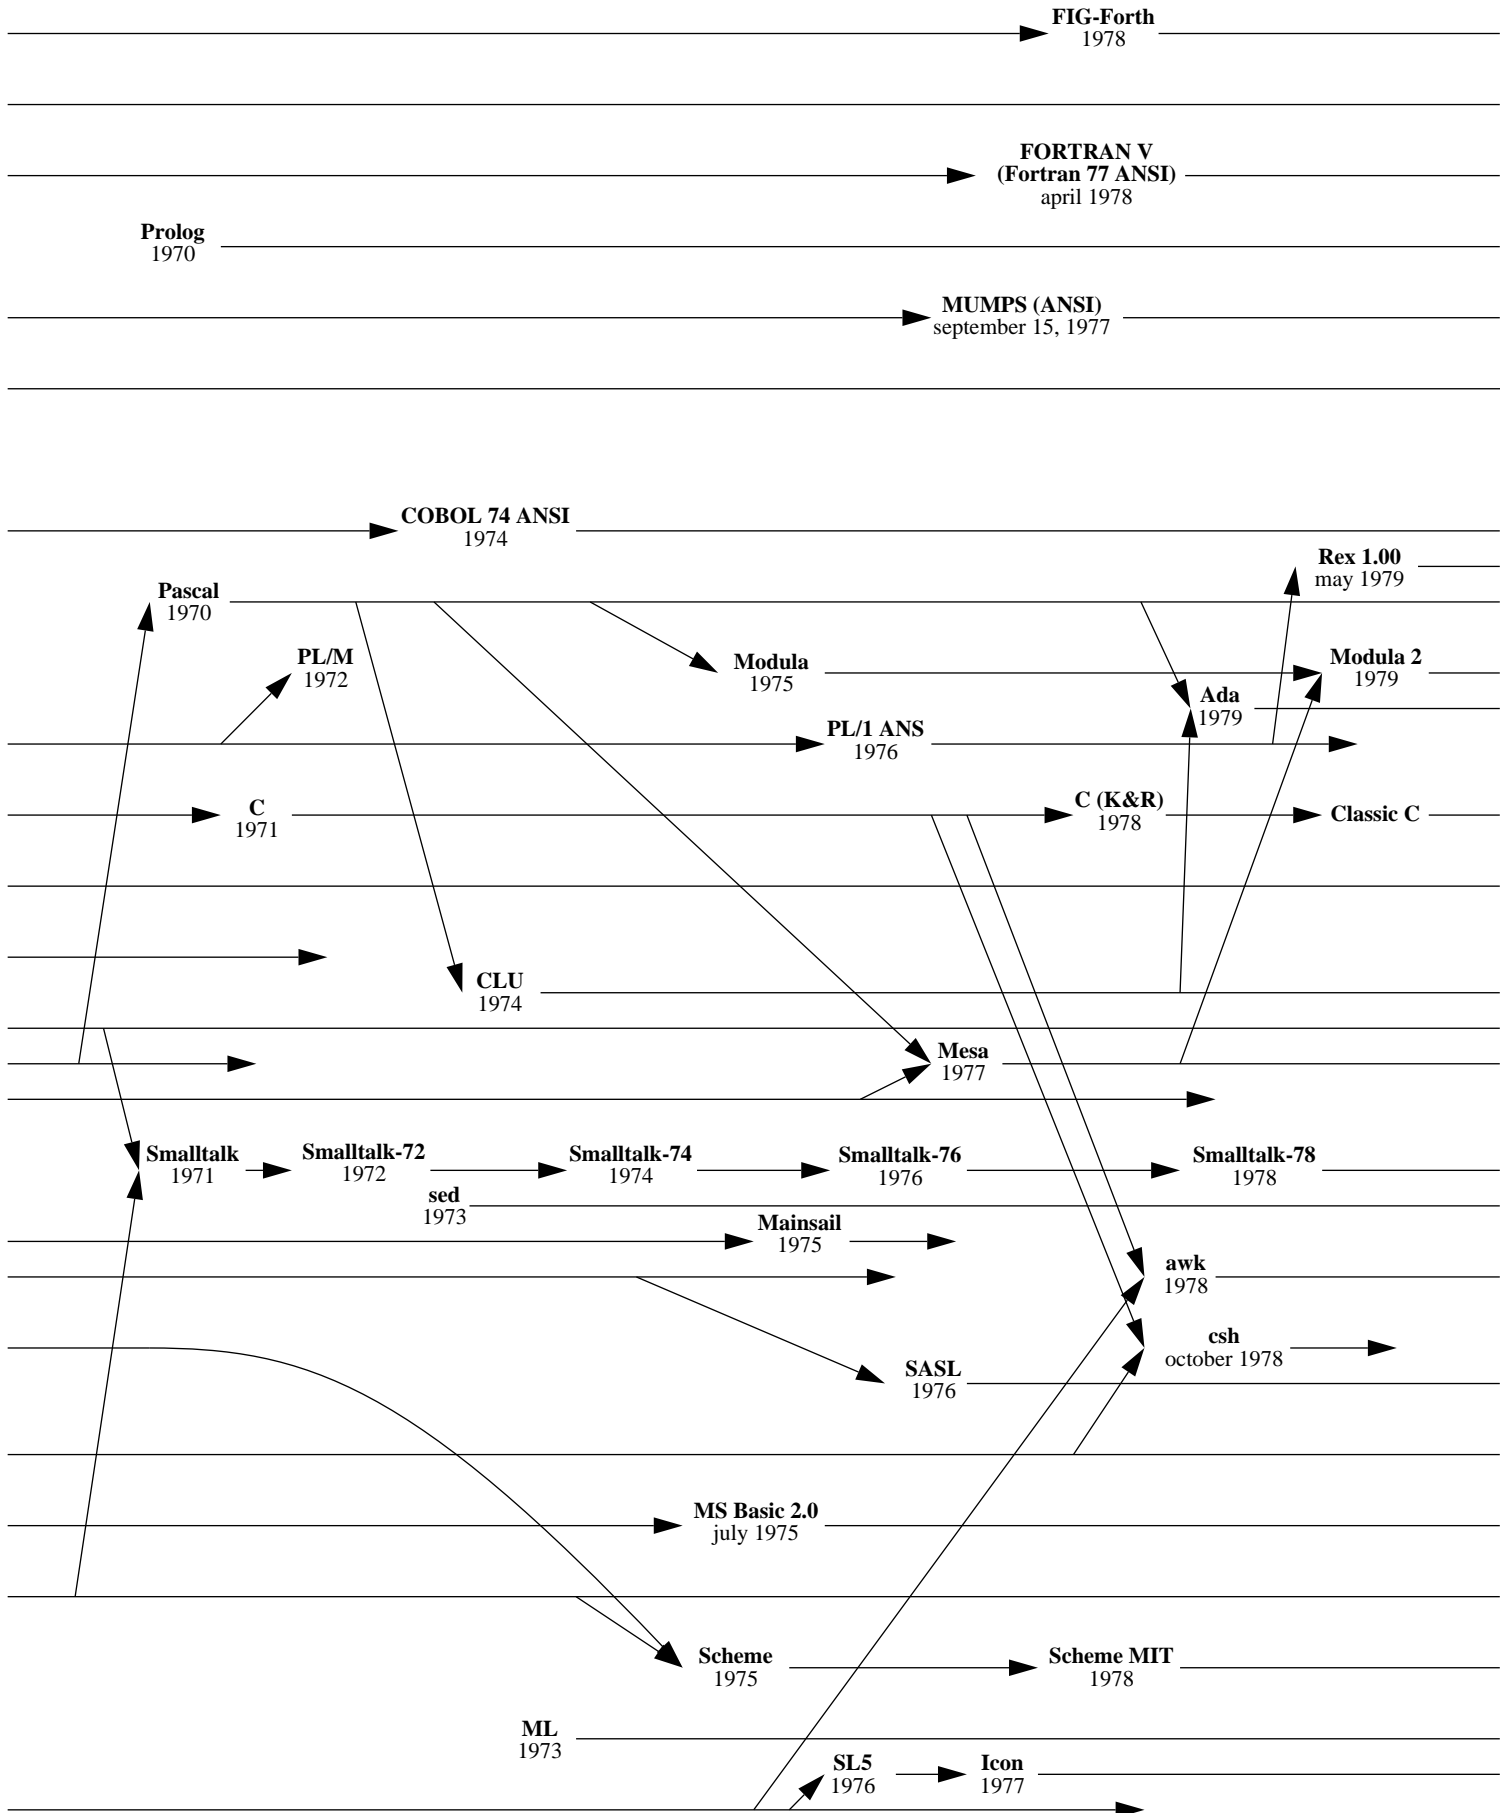 FIG-Forth
1978
FORTRAN V
(Fortran 77 ANSI)
april 1978
Prolog
1970
MUMPS (ANSI)
september 15, 1977
COBOL 74 ANSI
1974
Rex 1.00
may 1979
Pascal
1970
PL/M
1972
Modula
1975
Modula 2
1979
Ada
1979
PL/1 ANS
1976
C
1971
C (K&R)
1978
Classic C
CLU
1974
Mesa
1977
Smalltalk
1971
Smalltalk-72
1972
Smalltalk-74
1974
Smalltalk-76
1976
Smalltalk-78
1978
sed
1973
Mainsail
1975
awk
1978
csh
october 1978
SASL
1976
MS Basic 2.0
july 1975
Scheme
1975
Scheme MIT
1978
ML
1973
SL5
1976
Icon
1977